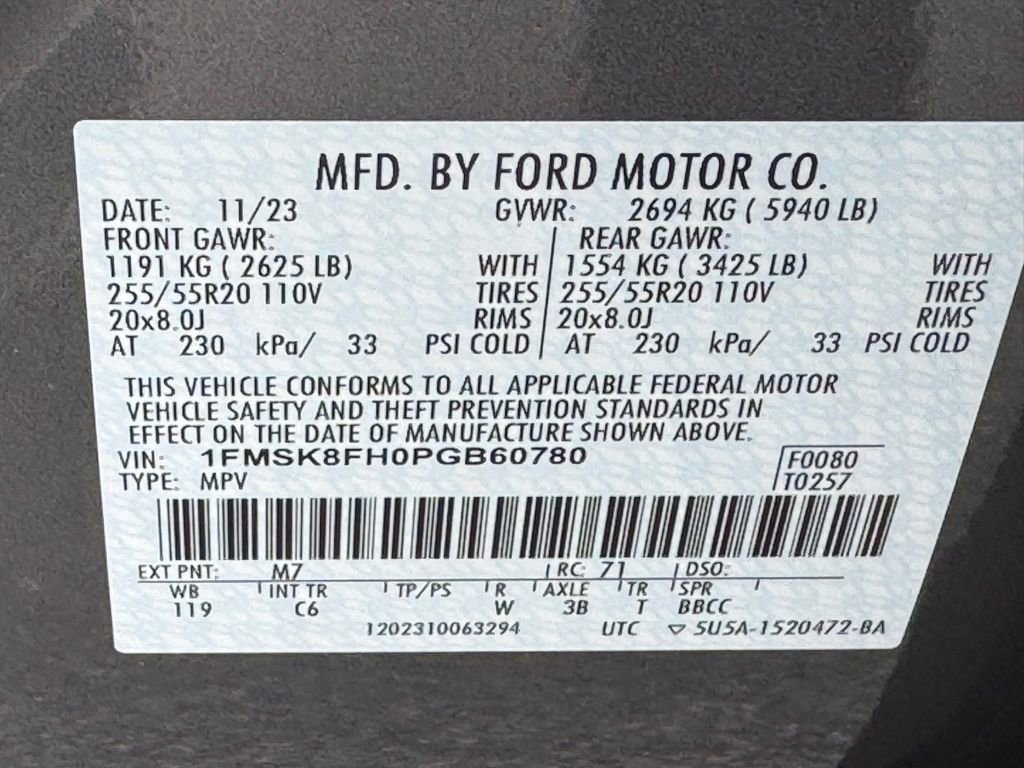 MFD. BY FORD MOTOR CO.
DATE: 11/23 GVWR: 2694 KG ( 5940 LB)
FRONT GAWR: REAR GAWR:
1191 KG ( 2625 LB) WITH 1554 KG ( 3425 LB) WITH
255/55R20 110V TIRES 255/55R20 110V TIRES
20x8.0J RIMS 20x8.0J RIMS
AT 230 kPa/ 33 PSI COLD AT 230 kPa/ 33 PSI COLD
THIS VEHICLE CONFORMS TO ALL APPLICABLE FEDERAL MOTOR
VEHICLE SAFETY AND THEFT PREVENTION STANDARDS IN
EFFECT ON THE DATE OF MANUFACTURE SHOWN ABOVE.
VIN: 1FMSK8FH0PGB60780 F0080
TYPE: MPV T0257
EXT PNT: M7 RC: 71 DSO:
WB INT TR TP/PS R AXLE TR SPR
119 C6 W 3B T BBCC
1202310063294 UTC ▽ 5U5A-1520472-BA